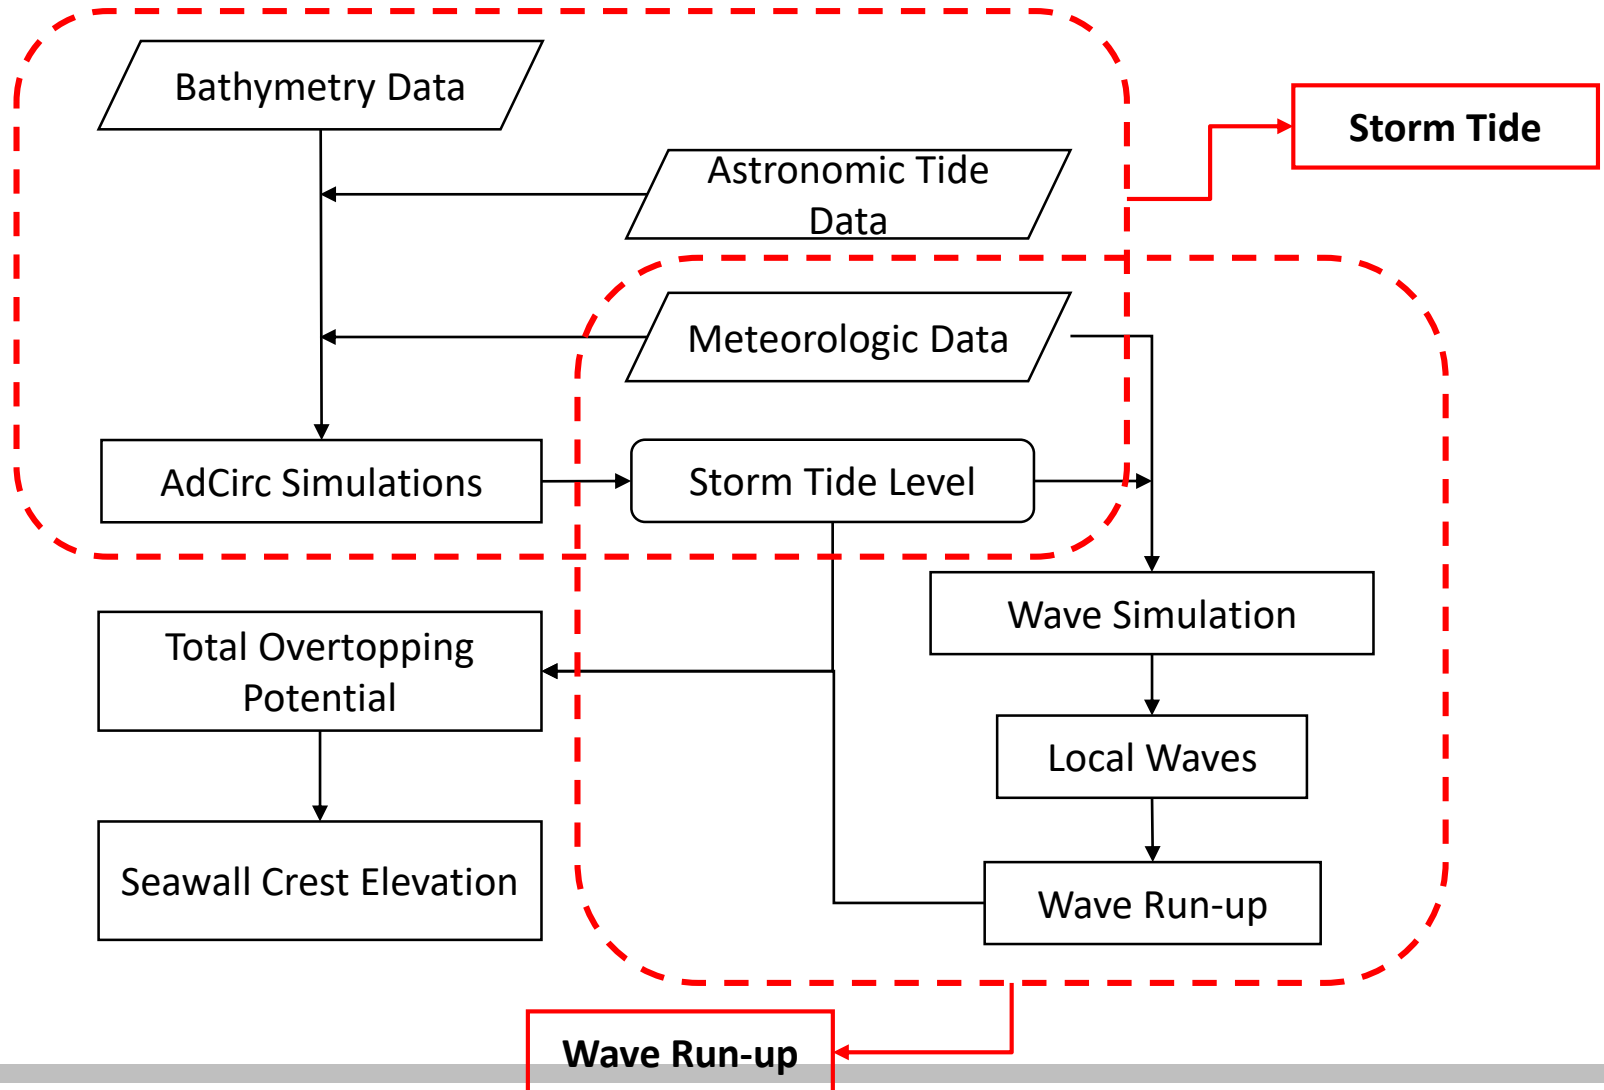 Bathymetry Data
Storm Tide
Astronomic Tide
Data
Meteorologic Data
AdCirc Simulations
Storm Tide Level
Wave Simulation
Total Overtopping
Potential
Local Waves
Seawall Crest Elevation
Wave Run-up
Wave Run-up